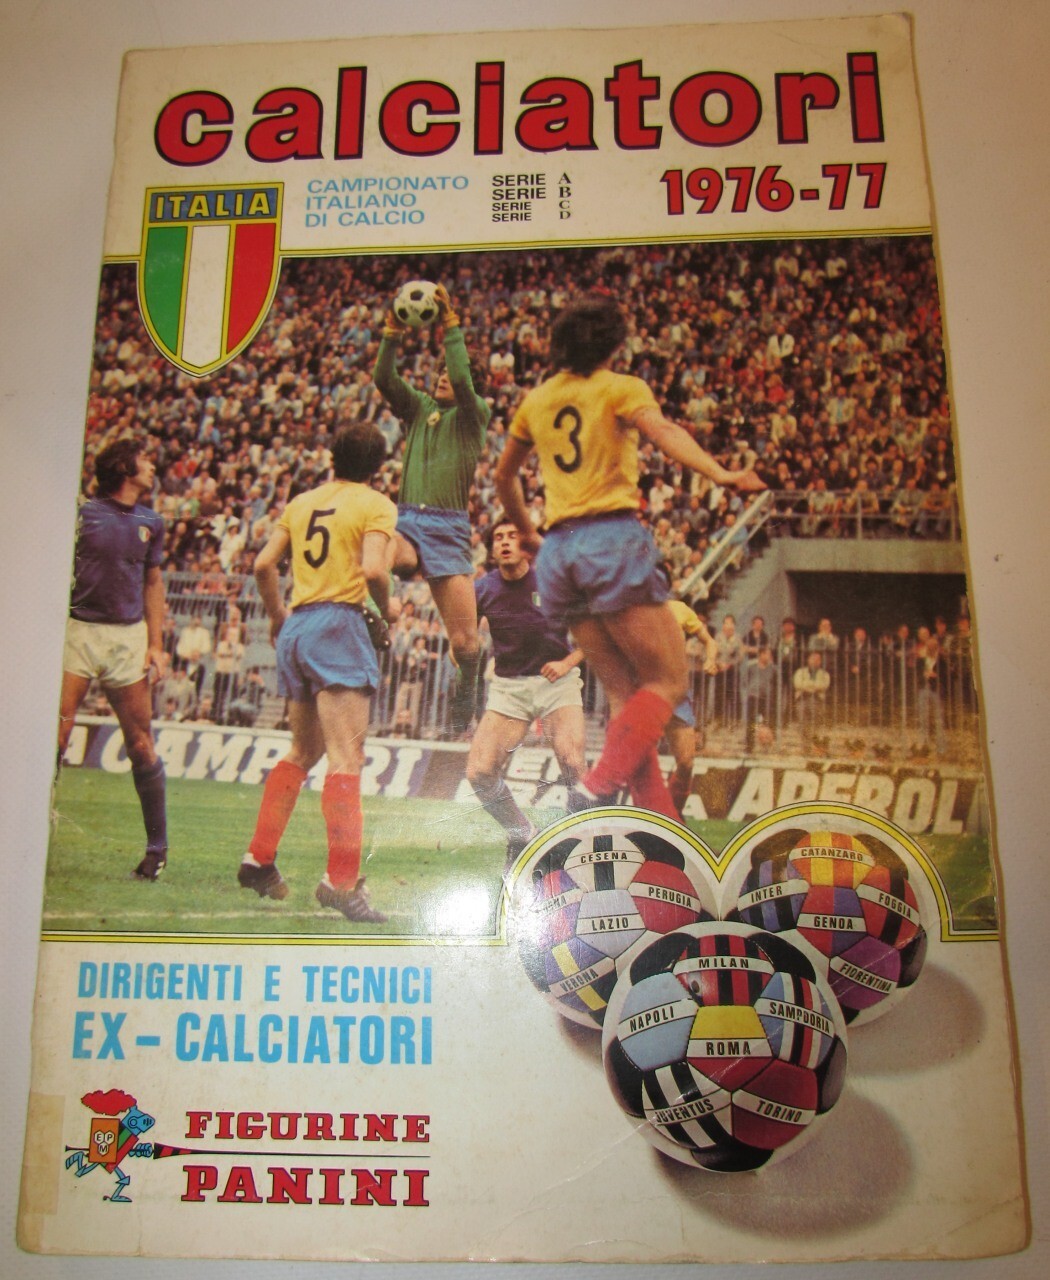 calciatori
1976-77
ITALIA
CAMPIONATO
ITALIANO
DI CALCIO
SERIE A
SERIE B
SERIE C
SERIE D
3
5
CAMPARI
APEROL
CESENA
PERUGIA
LAZIO
VERONA
CATANZARO
INTER
FOGGIA
GENOA
FIORENTINA
MILAN
NAPOLI
SAMPDORIA
ROMA
JUVENTUS
TORINO
DIRIGENTI E TECNICI
EX-CALCIATORI
EPM
FIGURINE
PANINI